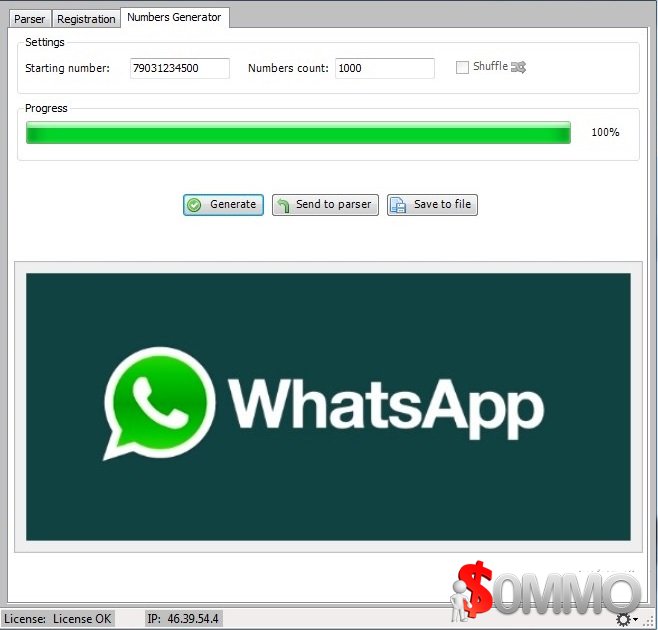 Parser Registration Numbers Generator
Settings
Starting number: 79031234500 Numbers count: 1000 Shuffle
Progress
100%
Generate Send to parser Save to file
WhatsApp
$0MMO
License: License OK IP: 46.39.54.4